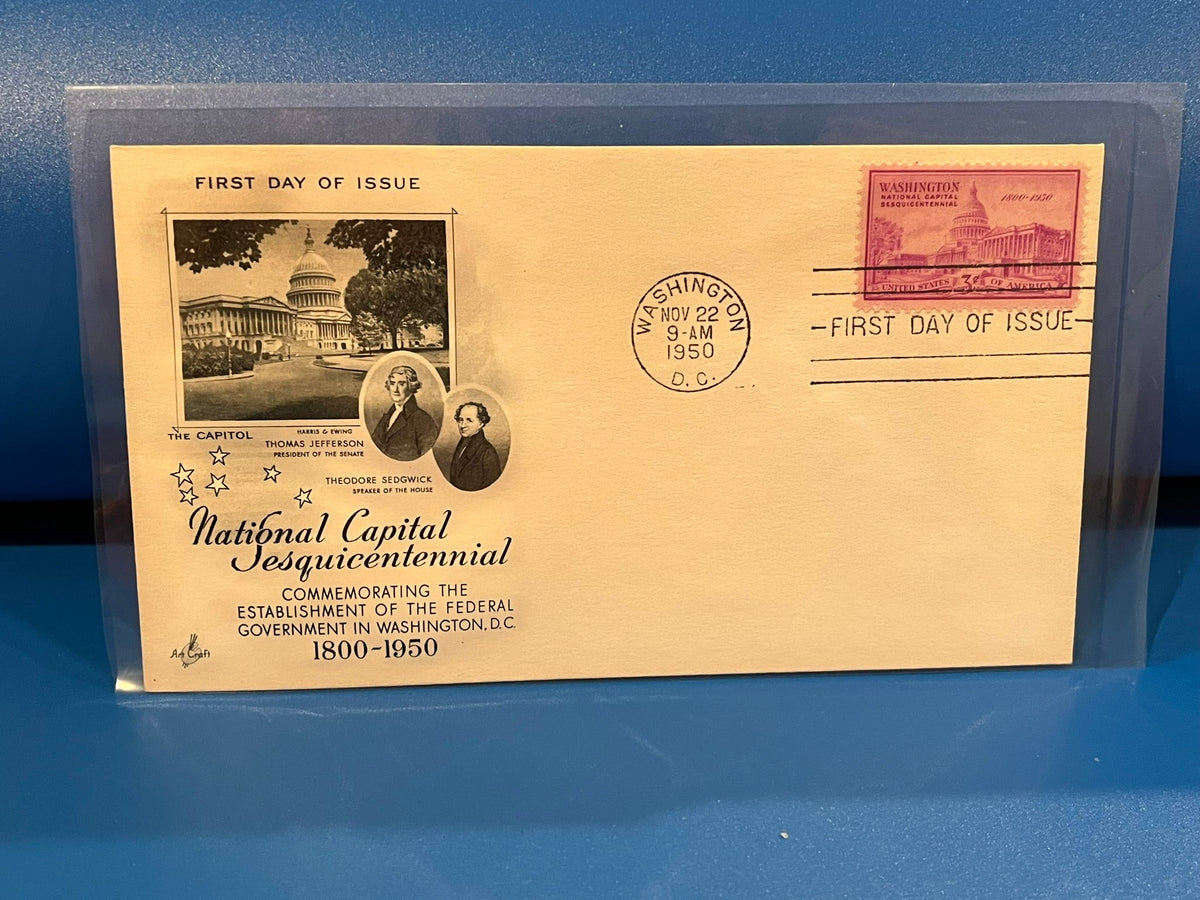 FIRST DAY OF ISSUE
THE CAPITOL
HARRIS & EWING
THOMAS JEFFERSON
PRESIDENT OF THE SENATE
THEODORE SEDGWICK
SPEAKER OF THE HOUSE
National Capital
Sesquicentennial
COMMEMORATING THE
ESTABLISHMENT OF THE FEDERAL
GOVERNMENT IN WASHINGTON, D.C.
1800-1950
Art Craft
WASHINGTON
NOV 22
9-AM
1950
D.C.
WASHINGTON
NATIONAL CAPITAL
SESQUICENTENNIAL
1800-1950
UNITED STATES 3¢ OF AMERICA
FIRST DAY OF ISSUE